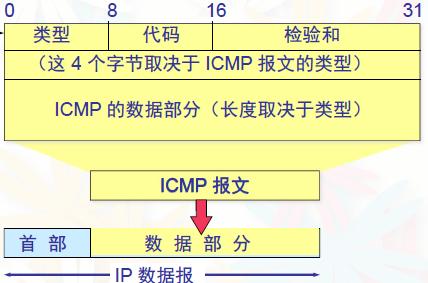 0 8 16 31
类型 代码 检验和
（这 4 个字节取决于 ICMP 报文的类型）
ICMP 的数据部分（长度取决于类型）
ICMP 报文
首 部 数 据 部 分
IP 数据报